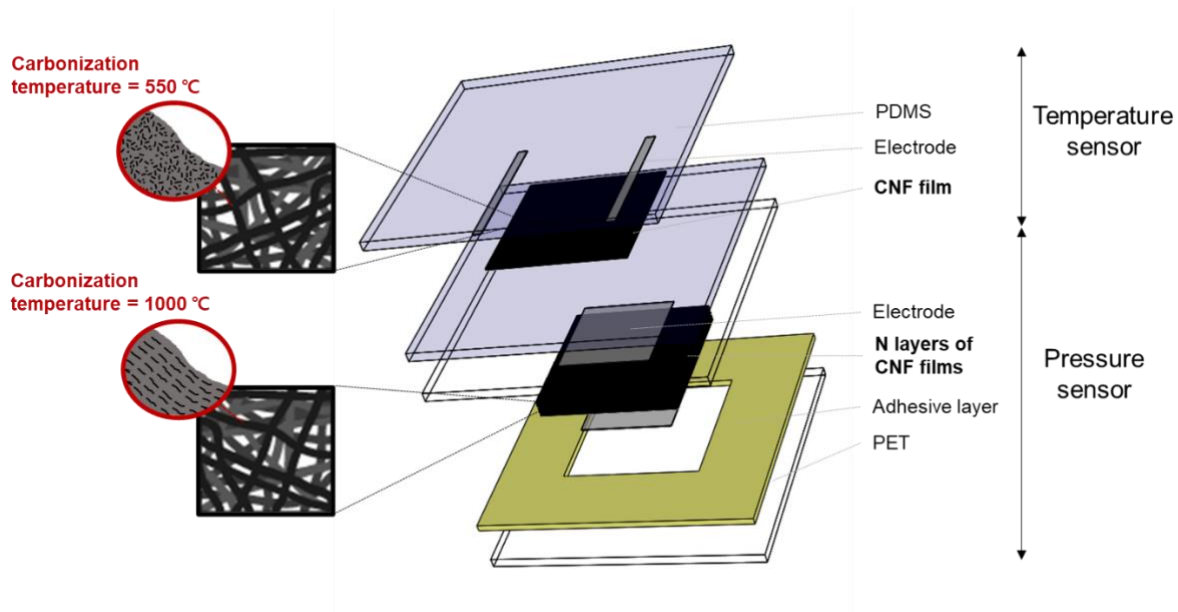 Carbonization
temperature = 550 ℃
PDMS
Electrode
CNF film
Temperature
sensor
Carbonization
temperature = 1000 ℃
Electrode
N layers of
CNF films
Adhesive layer
PET
Pressure
sensor